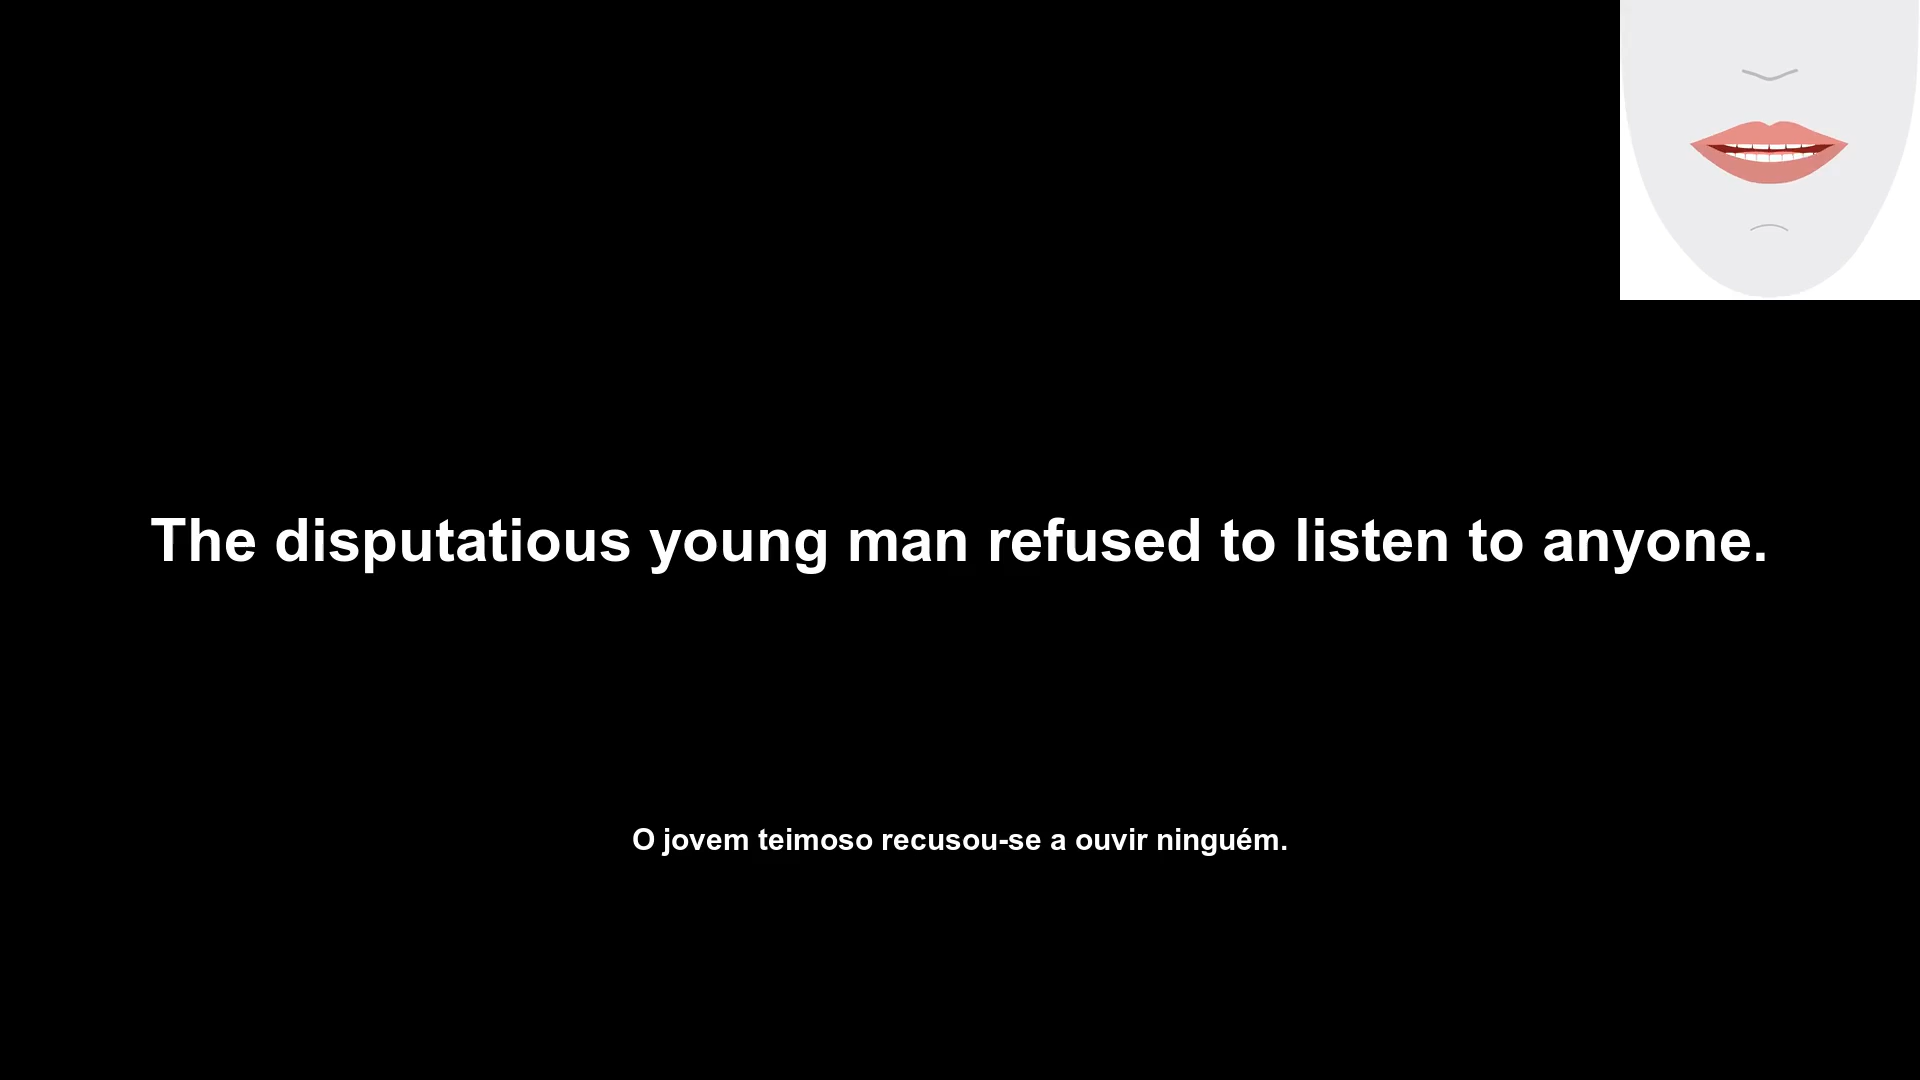 The disputatious young man refused to listen to anyone.
O jovem teimoso recusou-se a ouvir ninguém.